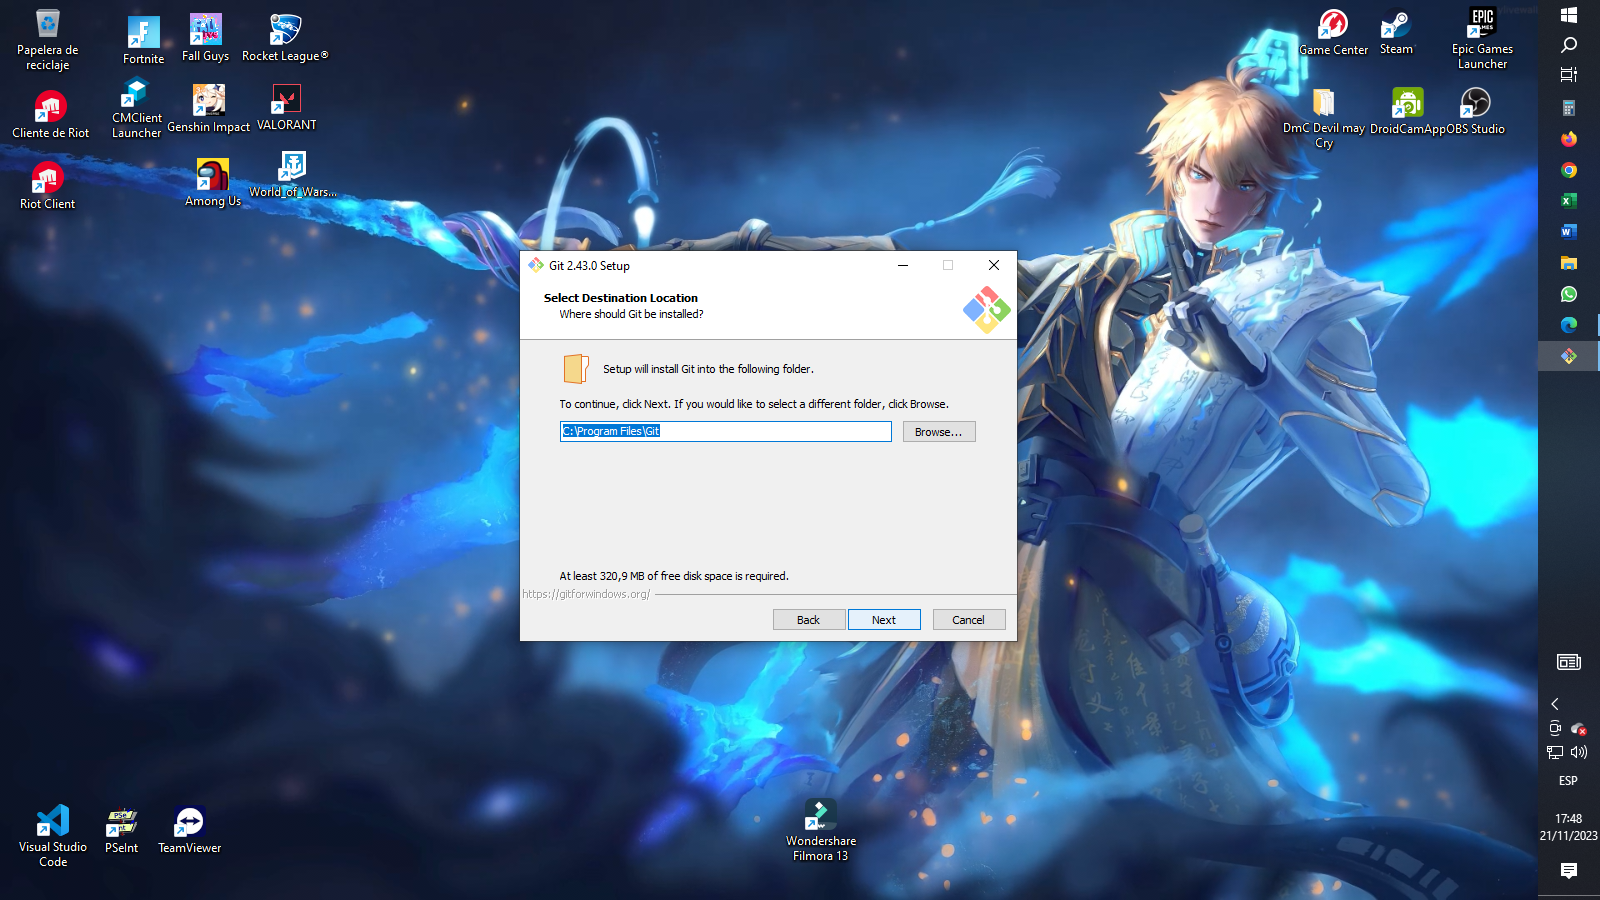 Papelera de
reciclaje
Fortnite
Fall Guys
Rocket League®
Cliente de Riot
CMClient
Launcher
Genshin Impact
VALORANT
Riot Client
Among Us
World_of_Wars...
Game Center
Steam
EPIC
GAMES
Epic Games
Launcher
DmC Devil may
Cry
DroidCamApp
OBS Studio
Git 2.43.0 Setup
Select Destination Location
Where should Git be installed?
Setup will install Git into the following folder.
To continue, click Next. If you would like to select a different folder, click Browse.
C:\Program Files\Git
Browse...
At least 320,9 MB of free disk space is required.
https://gitforwindows.org/
Back
Next
Cancel
Visual Studio
Code
PSeInt
TeamViewer
Wondershare
Filmora 13
ESP
17:48
21/11/2023